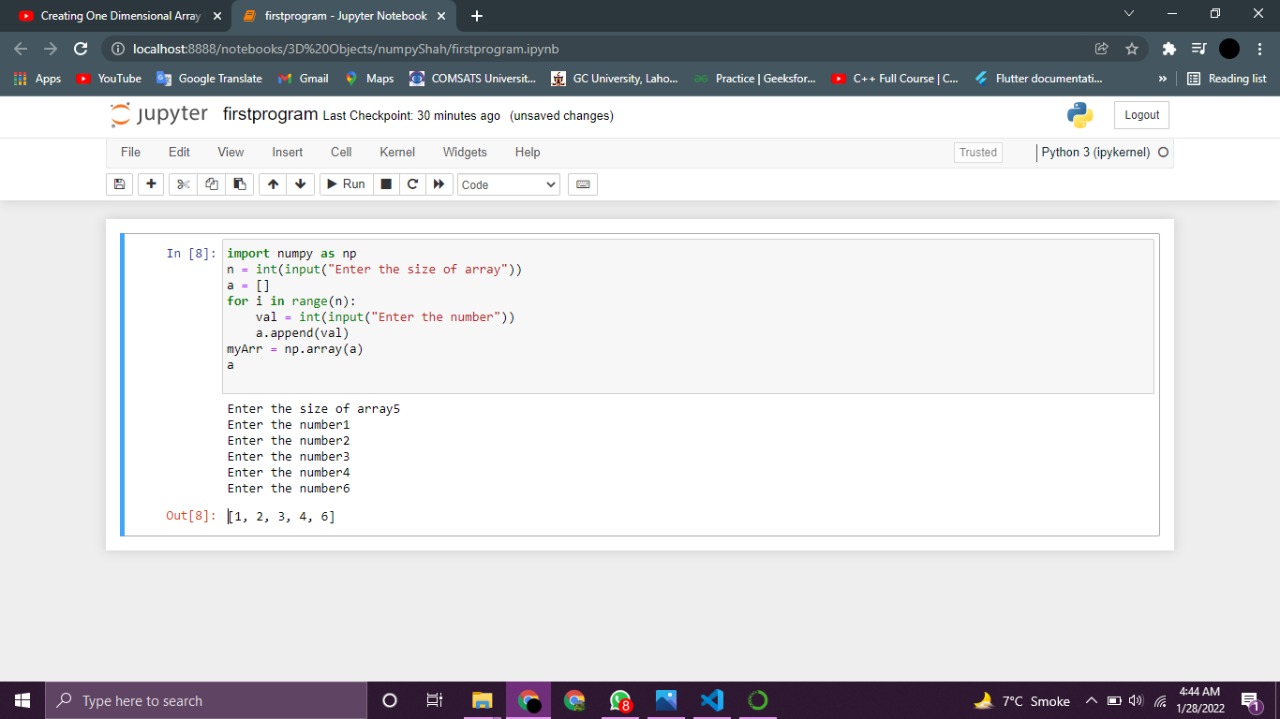 Creating One Dimensional Array
firstprogram - Jupyter Notebook
localhost:8888/notebooks/3D%20Objects/numpyShah/firstprogram.ipynb
Apps YouTube Google Translate Gmail Maps COMSATS Universit... GC University, Laho... Practice | Geeksfor... C++ Full Course | C... Flutter documentati... » Reading list
jupyter firstprogram Last Checkpoint: 30 minutes ago (unsaved changes) Logout
File Edit View Insert Cell Kernel Widgets Help Trusted Python 3 (ipykernel)
Run Code
In [8]: import numpy as np
n = int(input("Enter the size of array"))
a = []
for i in range(n):
    val = int(input("Enter the number"))
    a.append(val)
myArr = np.array(a)
a
Enter the size of array5
Enter the number1
Enter the number2
Enter the number3
Enter the number4
Enter the number6
Out[8]: [1, 2, 3, 4, 6]
Type here to search
8
7°C Smoke
4:44 AM
1/28/2022
1